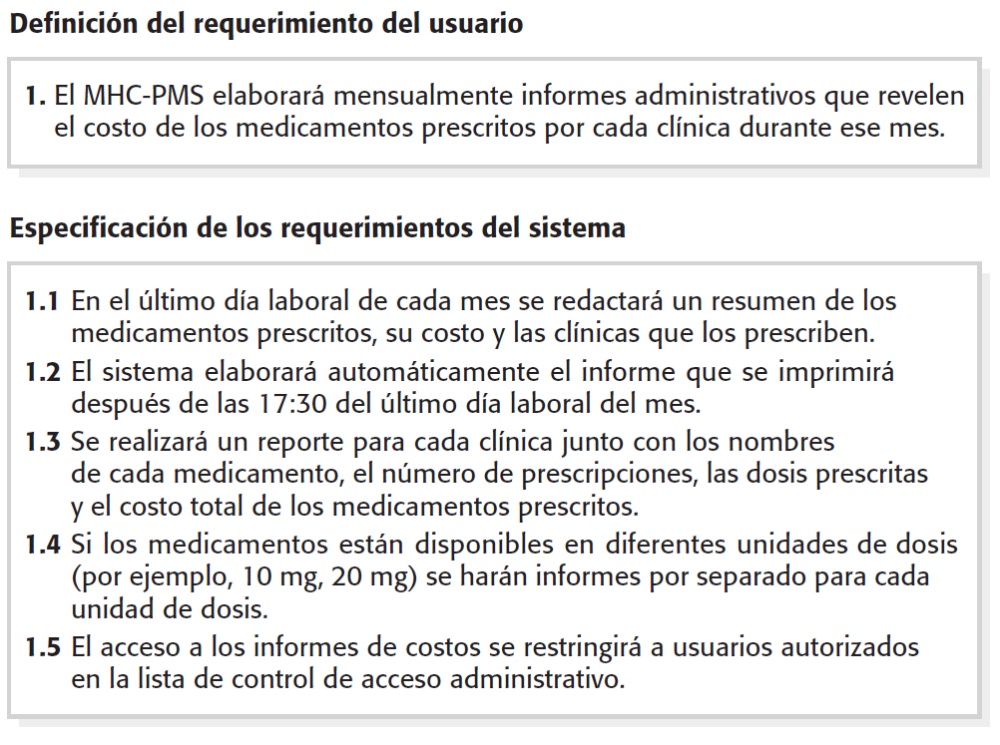 Definición del requerimiento del usuario
1. El MHC-PMS elaborará mensualmente informes administrativos que revelen
el costo de los medicamentos prescritos por cada clínica durante ese mes.
Especificación de los requerimientos del sistema
1.1 En el último día laboral de cada mes se redactará un resumen de los
medicamentos prescritos, su costo y las clínicas que los prescriben.
1.2 El sistema elaborará automáticamente el informe que se imprimirá
después de las 17:30 del último día laboral del mes.
1.3 Se realizará un reporte para cada clínica junto con los nombres
de cada medicamento, el número de prescripciones, las dosis prescritas
y el costo total de los medicamentos prescritos.
1.4 Si los medicamentos están disponibles en diferentes unidades de dosis
(por ejemplo, 10 mg, 20 mg) se harán informes por separado para cada
unidad de dosis.
1.5 El acceso a los informes de costos se restringirá a usuarios autorizados
en la lista de control de acceso administrativo.